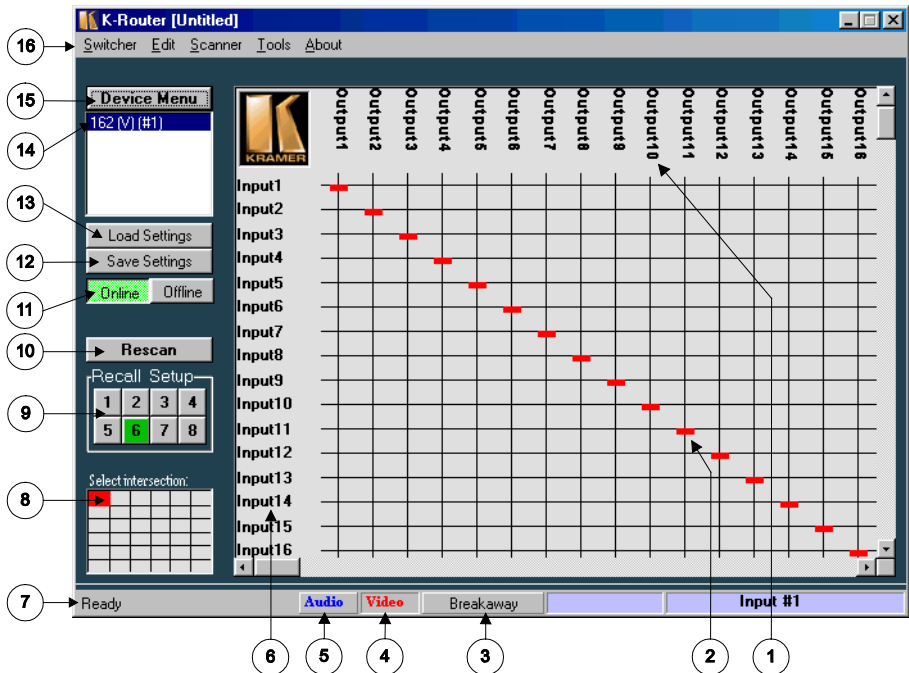 K-Router [Untitled]
16
Switcher Edit Scanner Tools About
15
Device Menu
14
162 (V) (#1)
13
Load Settings
12
Save Settings
11
Online Offline
10
Rescan
Recall Setup
9
1 2 3 4
5 6 7 8
8
Select intersection:
KRAMER
Output1
Output2
Output3
Output4
Output5
Output6
Output7
Output8
Output9
Output10
Output11
Output12
Output13
Output14
Output15
Output16
Input1
Input2
Input3
Input4
Input5
Input6
Input7
Input8
Input9
Input10
Input11
Input12
Input13
Input14
Input15
Input16
7
Ready Audio Video Breakaway Input #1
6 5 4 3 2 1